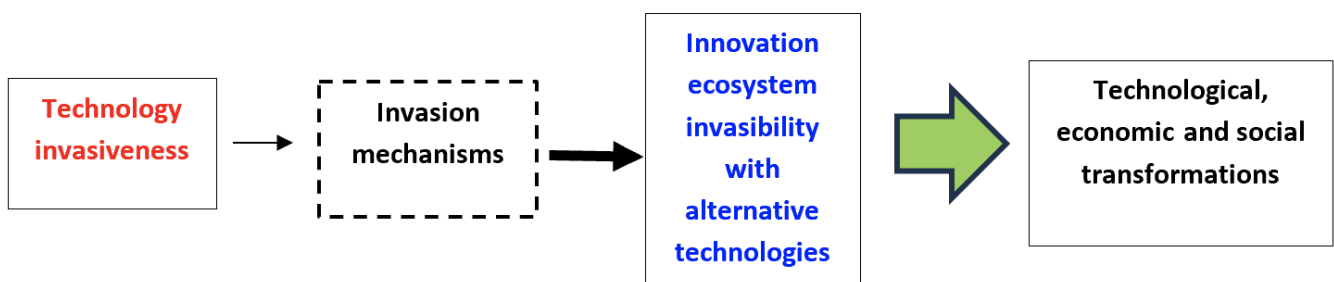 Technology
invasiveness
Invasion
mechanisms
Innovation
ecosystem
invasibility
with
alternative
technologies
Technological,
economic and social
transformations